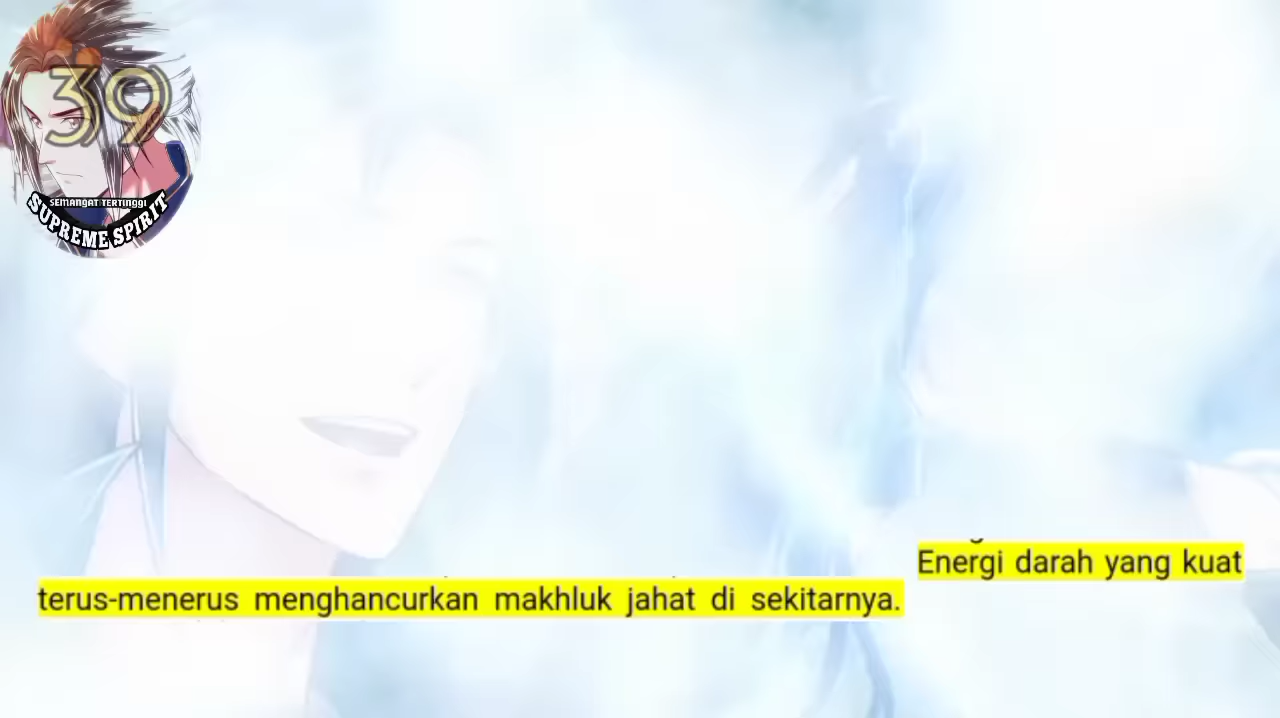 39
SEMANGAT TERTINGGI
SUPREME SPIRIT
Energi darah yang kuat
terus-menerus menghancurkan makhluk jahat di sekitarnya.